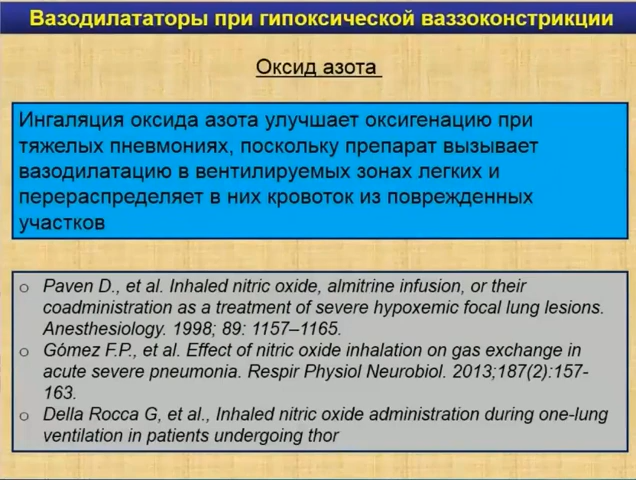 Вазодилататоры при гипоксической ваззоконстрикции
Оксид азота
Ингаляция оксида азота улучшает оксигенацию при
тяжелых пневмониях, поскольку препарат вызывает
вазодилатацию в вентилируемых зонах легких и
перераспределяет в них кровоток из поврежденных
участков
o Paven D., et al. Inhaled nitric oxide, almitrine infusion, or their
coadministration as a treatment of severe hypoxemic focal lung lesions.
Anesthesiology. 1998; 89: 1157–1165.
o Gómez F.P., et al. Effect of nitric oxide inhalation on gas exchange in
acute severe pneumonia. Respir Physiol Neurobiol. 2013;187(2):157-
163.
o Della Rocca G, et al., Inhaled nitric oxide administration during one-lung
ventilation in patients undergoing thor